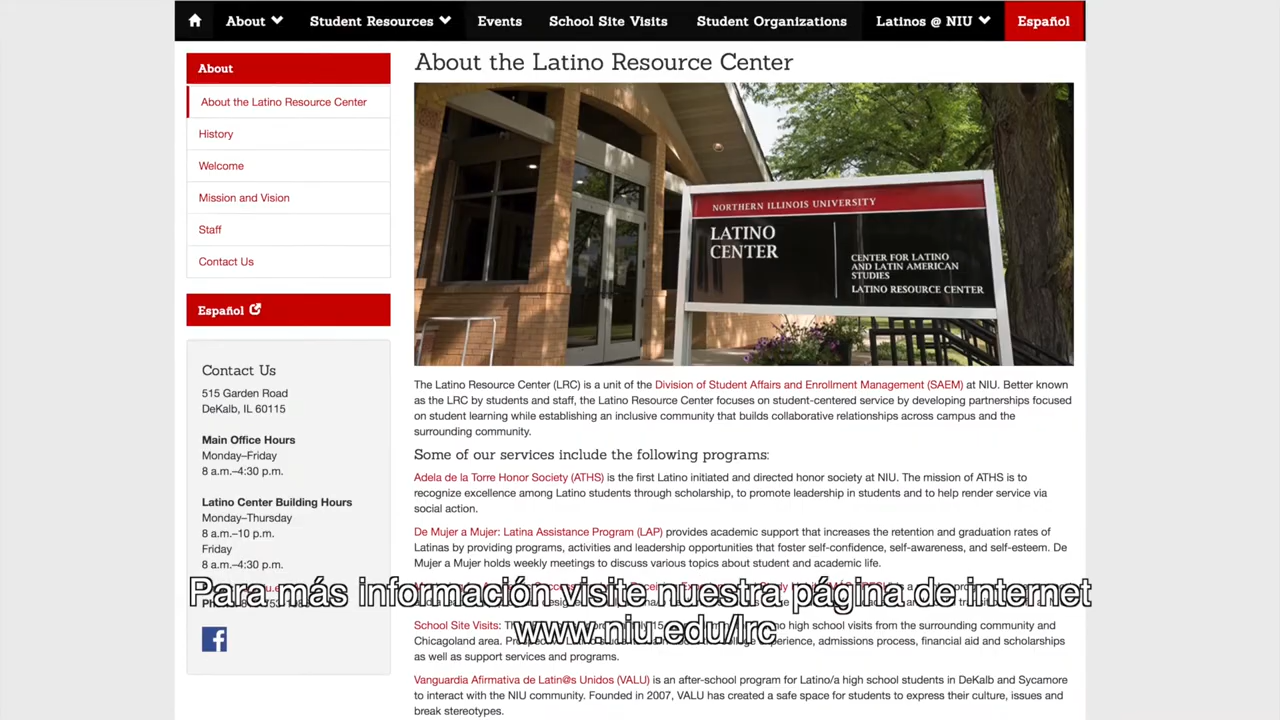 About
Student Resources
Events
School Site Visits
Student Organizations
Latinos @ NIU
Español
About
About the Latino Resource Center
History
Welcome
Mission and Vision
Staff
Contact Us
Español
Contact Us
515 Garden Road
DeKalb, IL 60115
Main Office Hours
Monday–Friday
8 a.m.–4:30 p.m.
Latino Center Building Hours
Monday–Thursday
8 a.m.–10 p.m.
Friday
8 a.m.–4:30 p.m.
About the Latino Resource Center
NORTHERN ILLINOIS UNIVERSITY
LATINO
CENTER
CENTER FOR LATINO
AND LATIN AMERICAN
STUDIES
LATINO RESOURCE CENTER
The Latino Resource Center (LRC) is a unit of the Division of Student Affairs and Enrollment Management (SAEM) at NIU. Better known
as the LRC by students and staff, the Latino Resource Center focuses on student-centered service by developing partnerships focused
on student learning while establishing an inclusive community that builds collaborative relationships across campus and the
surrounding community.
Some of our services include the following programs:
Adela de la Torre Honor Society (ATHS) is the first Latino initiated and directed honor society at NIU. The mission of ATHS is to
recognize excellence among Latino students through scholarship, to promote leadership in students and to help render service via
social action.
De Mujer a Mujer: Latina Assistance Program (LAP) provides academic support that increases the retention and graduation rates of
Latinas by providing programs, activities and leadership opportunities that foster self-confidence, self-awareness, and self-esteem. De
Mujer a Mujer holds weekly meetings to discuss various topics about student and academic life.
School Site Visits: high school visits from the surrounding community and
Chicagoland area. experience, admissions process, financial aid and scholarships
as well as support services and programs.
Vanguardia Afirmativa de Latin@s Unidos (VALU) is an after-school program for Latino/a high school students in DeKalb and Sycamore
to interact with the NIU community. Founded in 2007, VALU has created a safe space for students to express their culture, issues and
break stereotypes.
Para más información visite nuestra página de internet
www.niu.edu/lrc